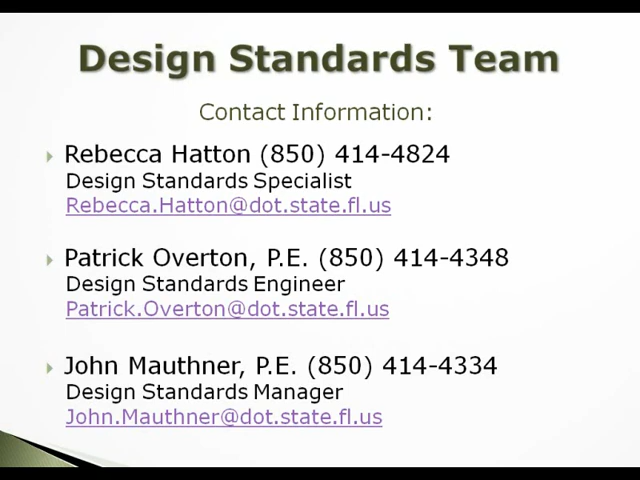 Design Standards Team
Contact Information:
Rebecca Hatton (850) 414-4824
Design Standards Specialist
Rebecca.Hatton@dot.state.fl.us
Patrick Overton, P.E. (850) 414-4348
Design Standards Engineer
Patrick.Overton@dot.state.fl.us
John Mauthner, P.E. (850) 414-4334
Design Standards Manager
John.Mauthner@dot.state.fl.us